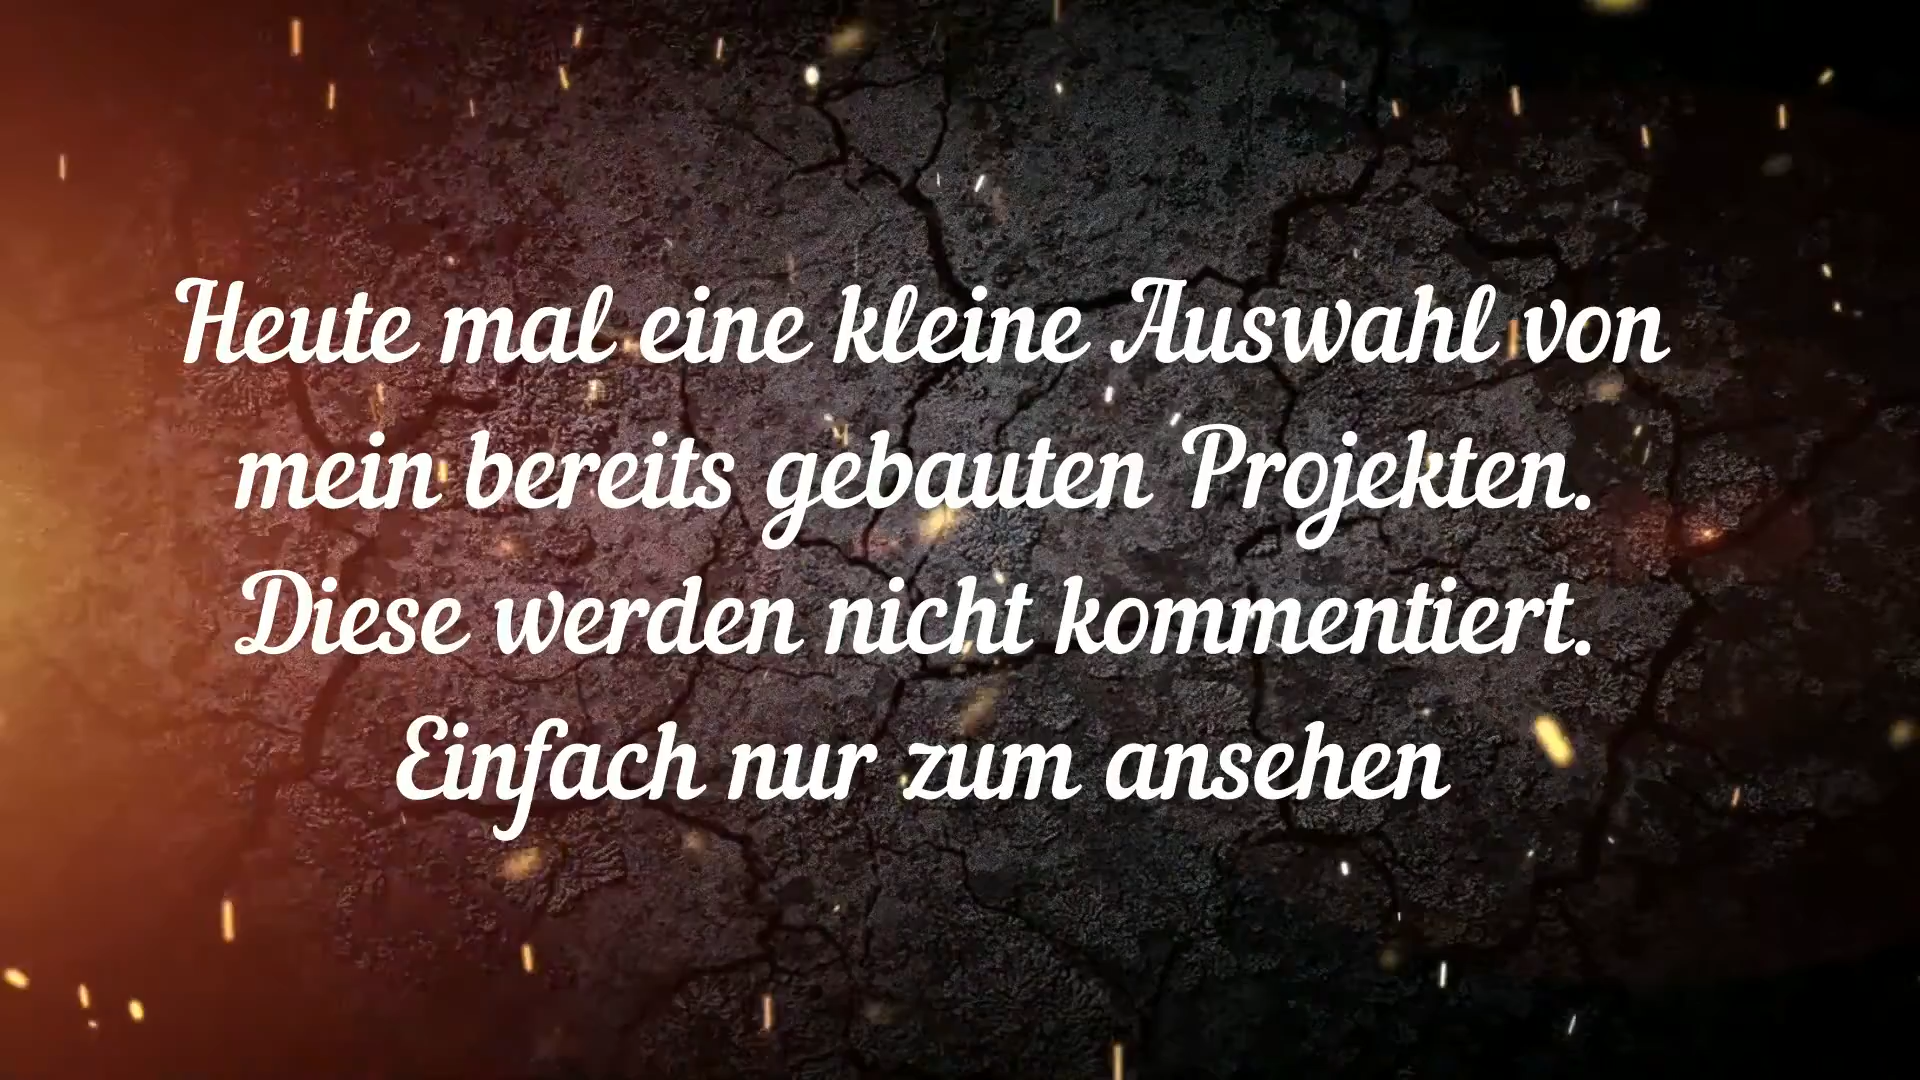 Heute mal eine kleine Auswahl von
mein bereits gebauten Projekten.
Diese werden nicht kommentiert.
Einfach nur zum ansehen